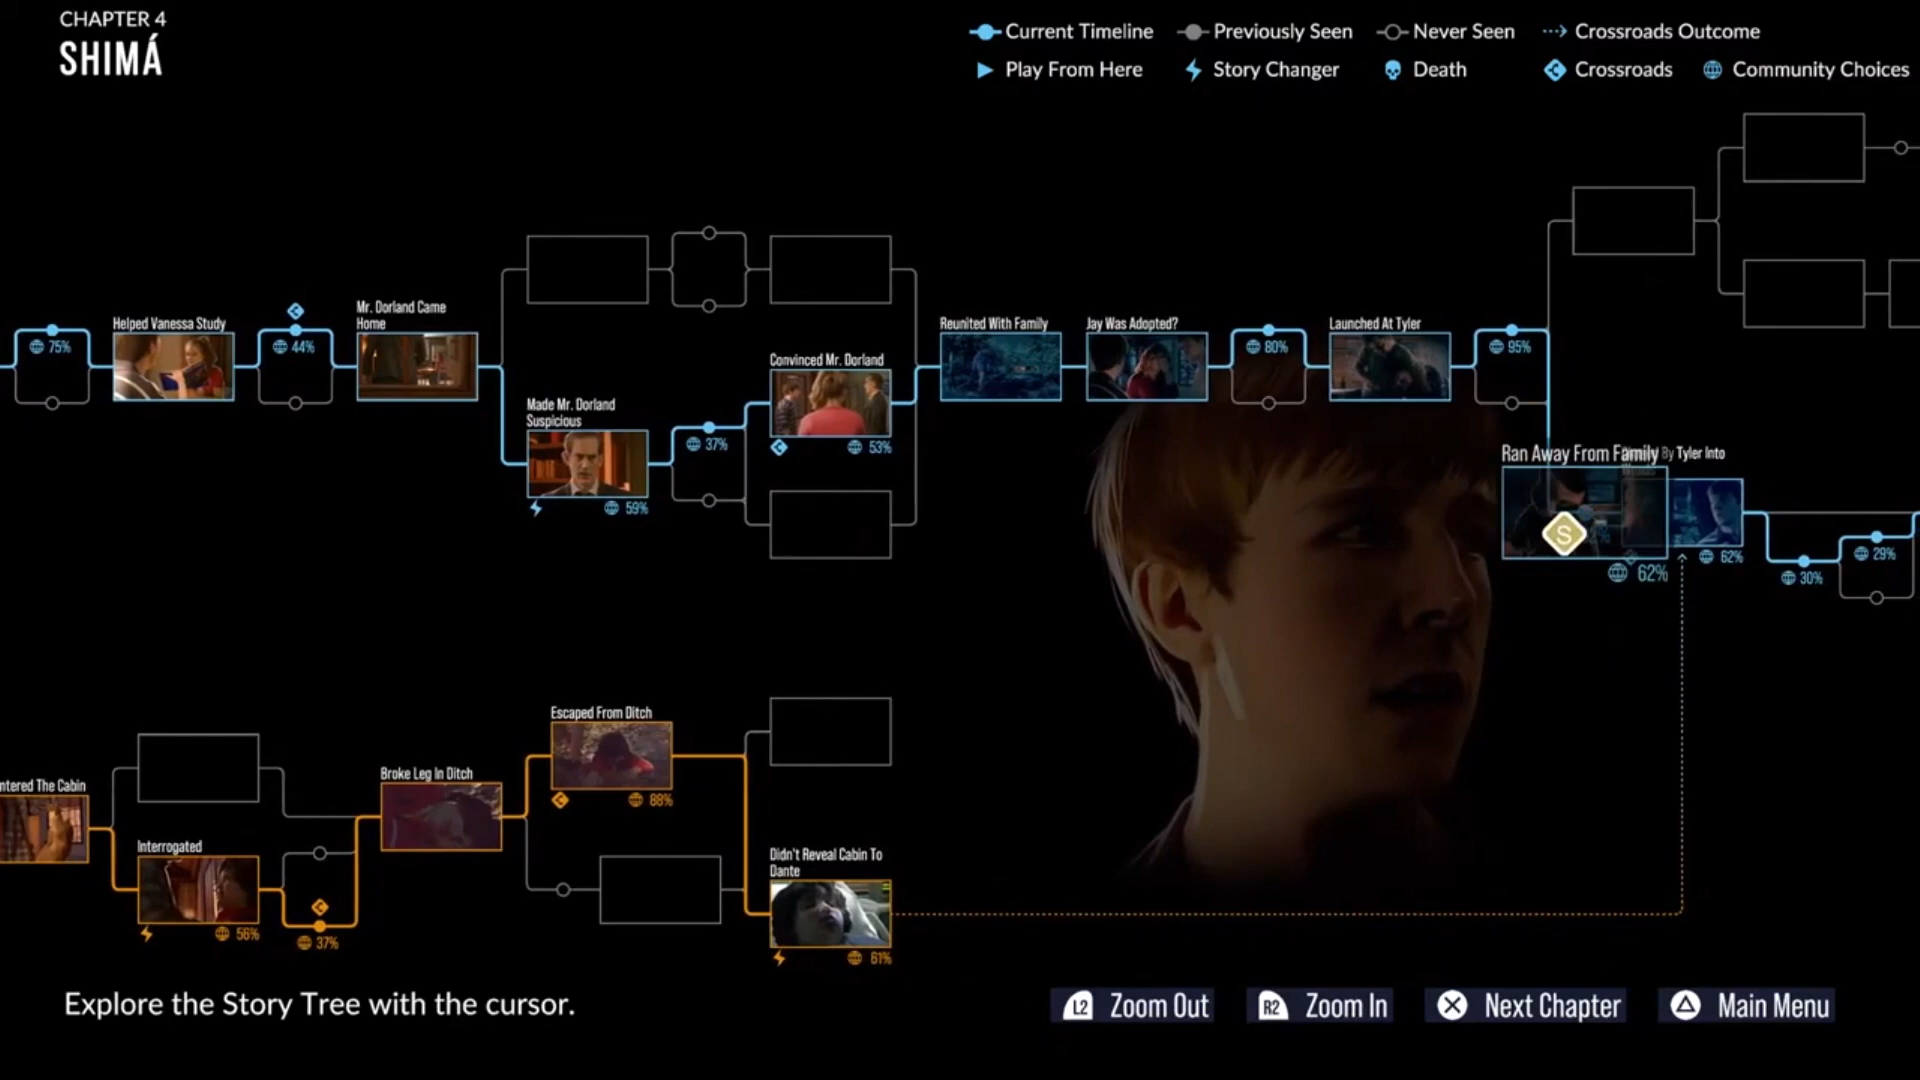 CHAPTER 4
SHIMÁ
Current Timeline
Previously Seen
Never Seen
Crossroads Outcome
Play From Here
Story Changer
Death
Crossroads
Community Choices
75%
Helped Vanessa Study
44%
Mr. Dorland Came
Home
Made Mr. Dorland
Suspicious
59%
37%
Convinced Mr. Dorland
53%
Reunited With Family
Jay Was Adopted?
80%
Launched At Tyler
95%
Ran Away From Family
S
62%
By Tyler Into
62%
30%
29%
ntered The Cabin
Interrogated
56%
37%
Broke Leg In Ditch
Escaped From Ditch
88%
Didn't Reveal Cabin To
Dante
61%
Explore the Story Tree with the cursor.
L2 Zoom Out
R2 Zoom In
Next Chapter
Main Menu